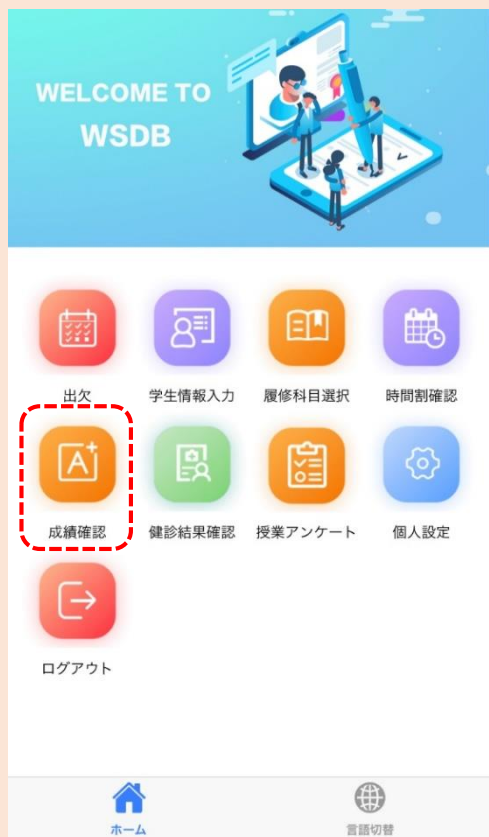 WELCOME TO
WSDB
出欠
学生情報入力
履修科目選択
時間割確認
成績確認
健診結果確認
授業アンケート
個人設定
ログアウト
ホーム
言語切替